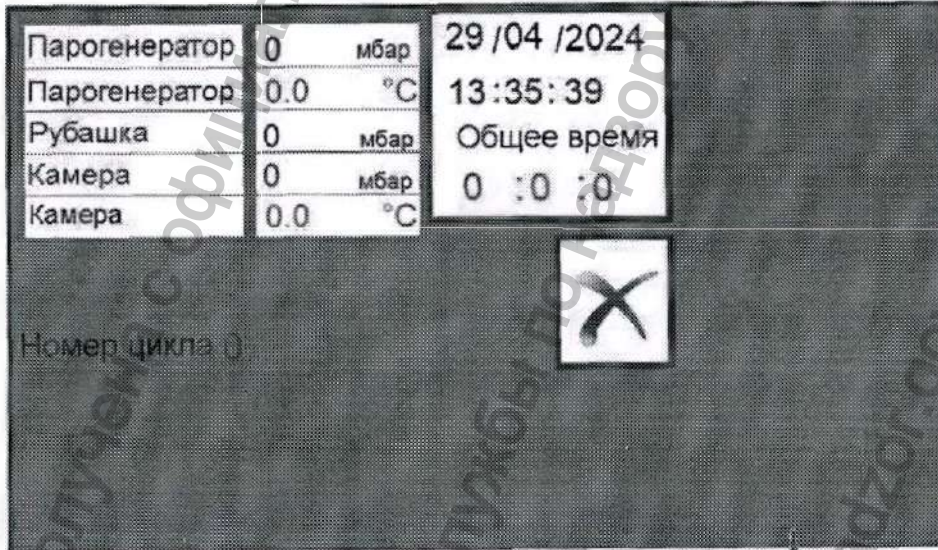 Парогенератор 0 мбар
Парогенератор 0.0 °C
Рубашка 0 мбар
Камера 0 мбар
Камера 0.0 °C
29 /04 /2024
13:35:39
Общее время
0 :0 :0
Номер цикла 0